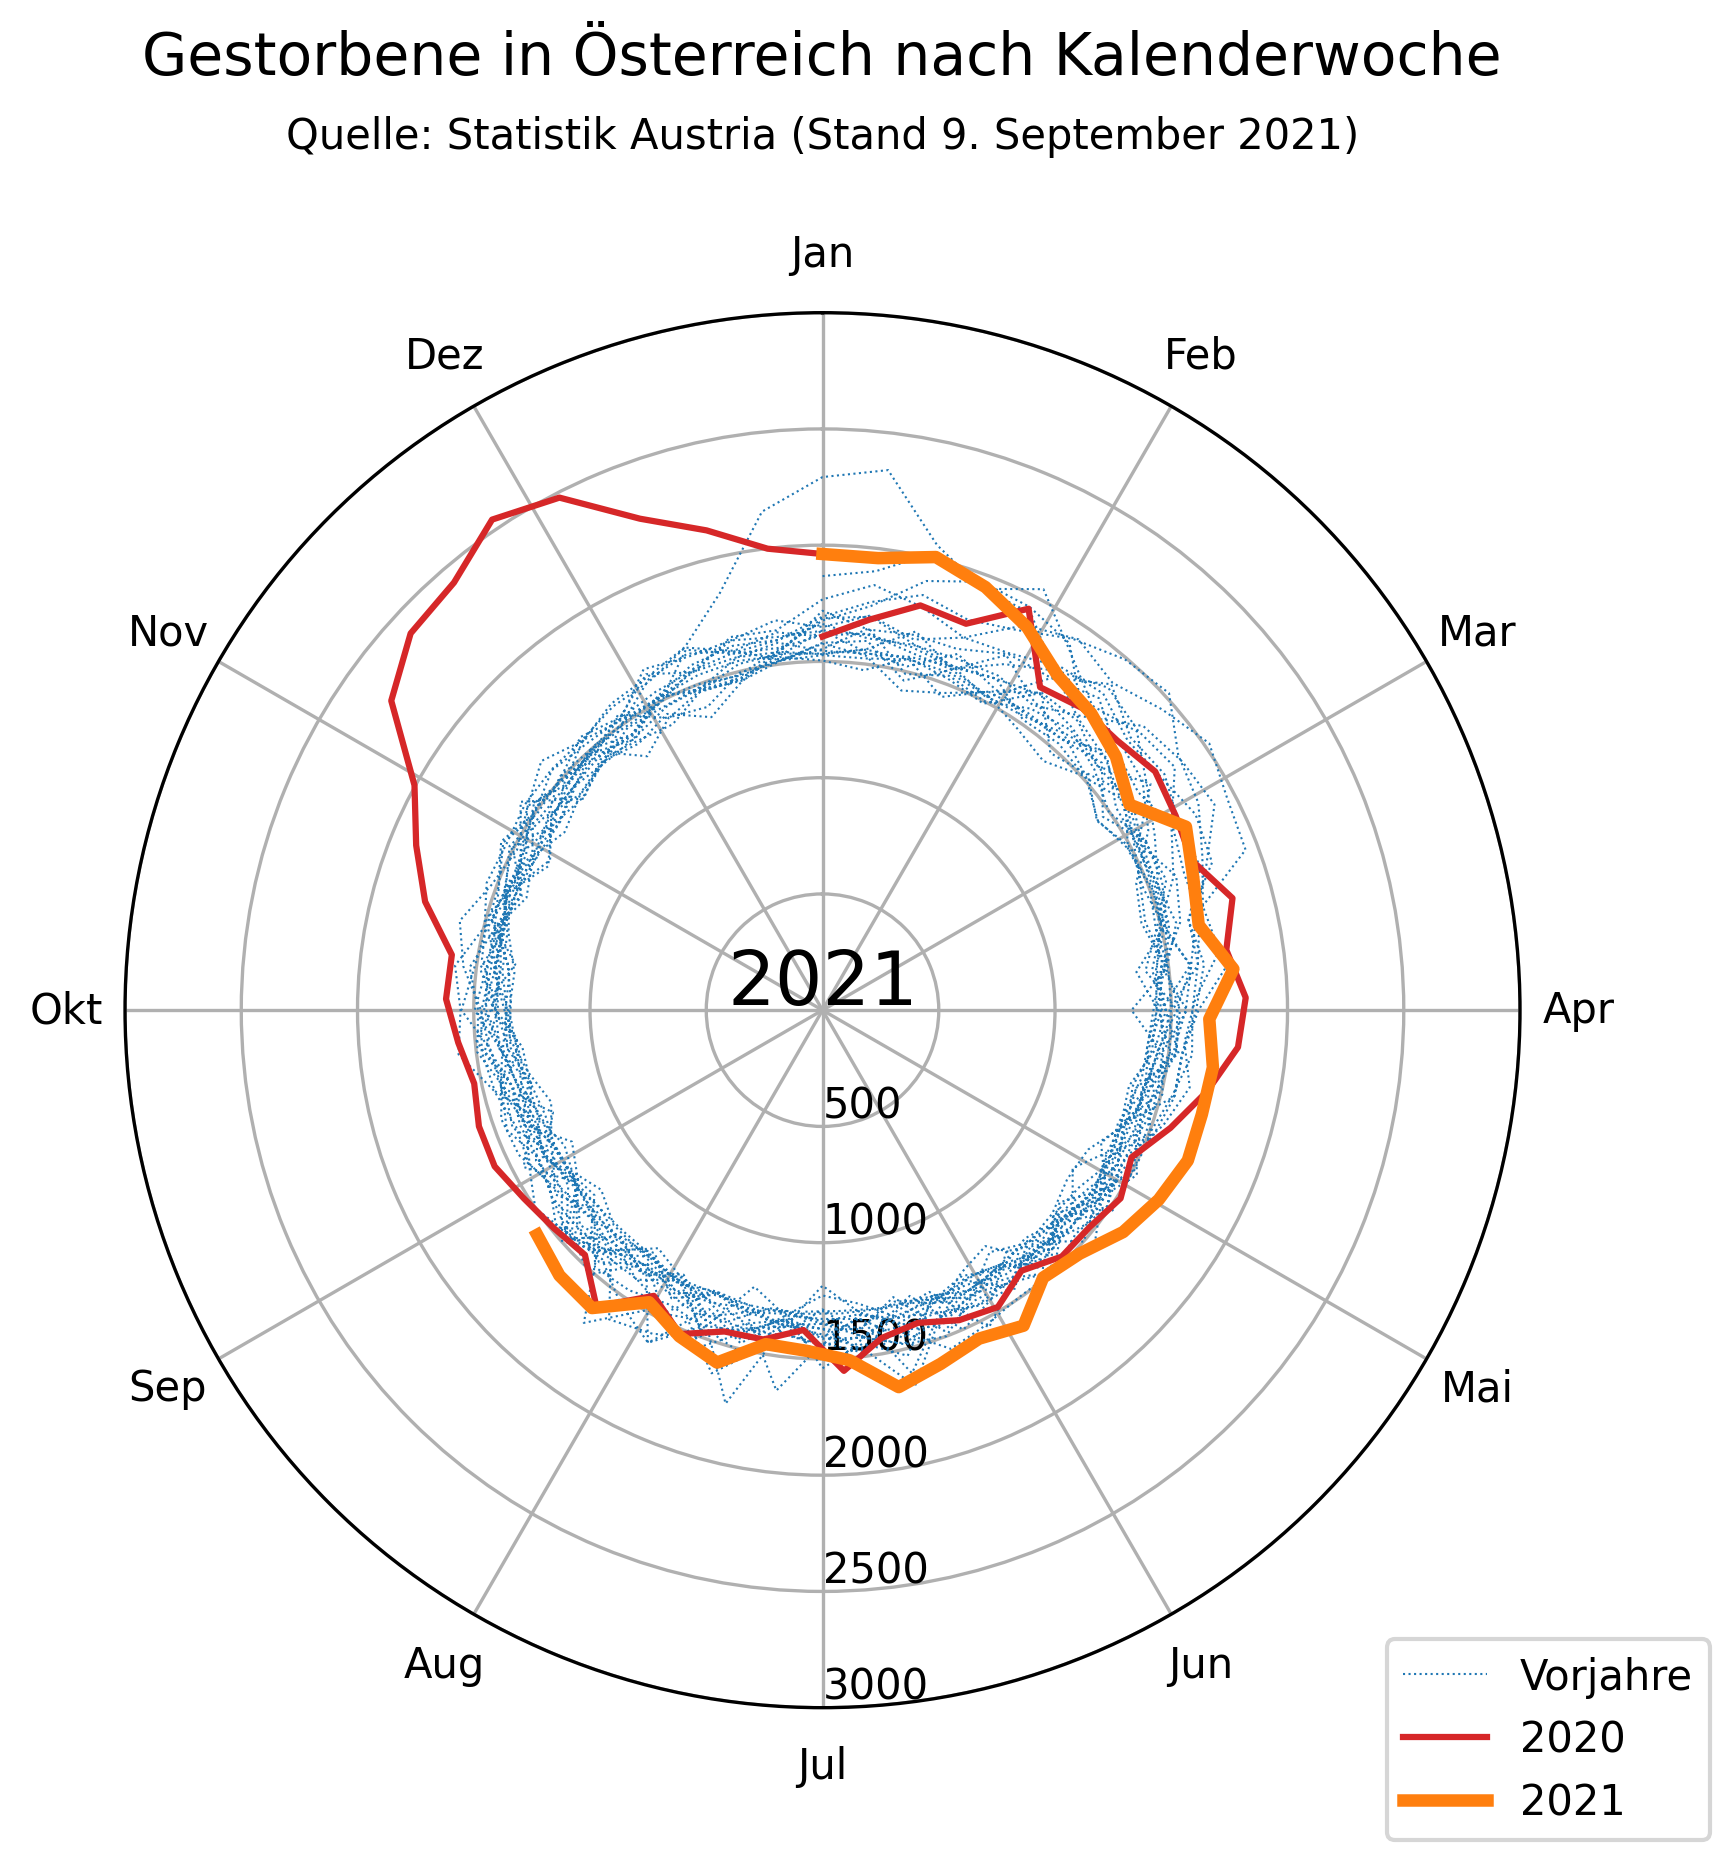 Gestorbene in Österreich nach Kalenderwoche
Quelle: Statistik Austria (Stand 9. September 2021)
Jan
Dez
Feb
Nov
Mar
2021
Okt
Apr
500
1000
1500
Sep
Mai
2000
2500
Aug
Jun
3000
Jul
Vorjahre
2020
2021